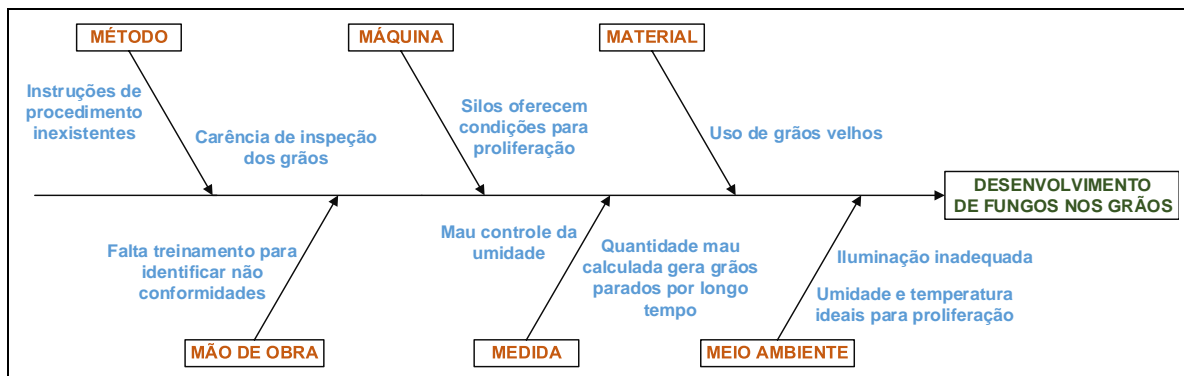 MÉTODO
MÁQUINA
MATERIAL
Instruções de
procedimento
inexistentes
Carência de inspeção
dos grãos
Silos oferecem
condições para
proliferação
Uso de grãos velhos
DESENVOLVIMENTO
DE FUNGOS NOS GRÃOS
Falta treinamento para
identificar não
conformidades
Mau controle da
umidade
Quantidade mau
calculada gera grãos
parados por longo
tempo
Iluminação inadequada
Umidade e temperatura
ideais para proliferação
MÃO DE OBRA
MEDIDA
MEIO AMBIENTE